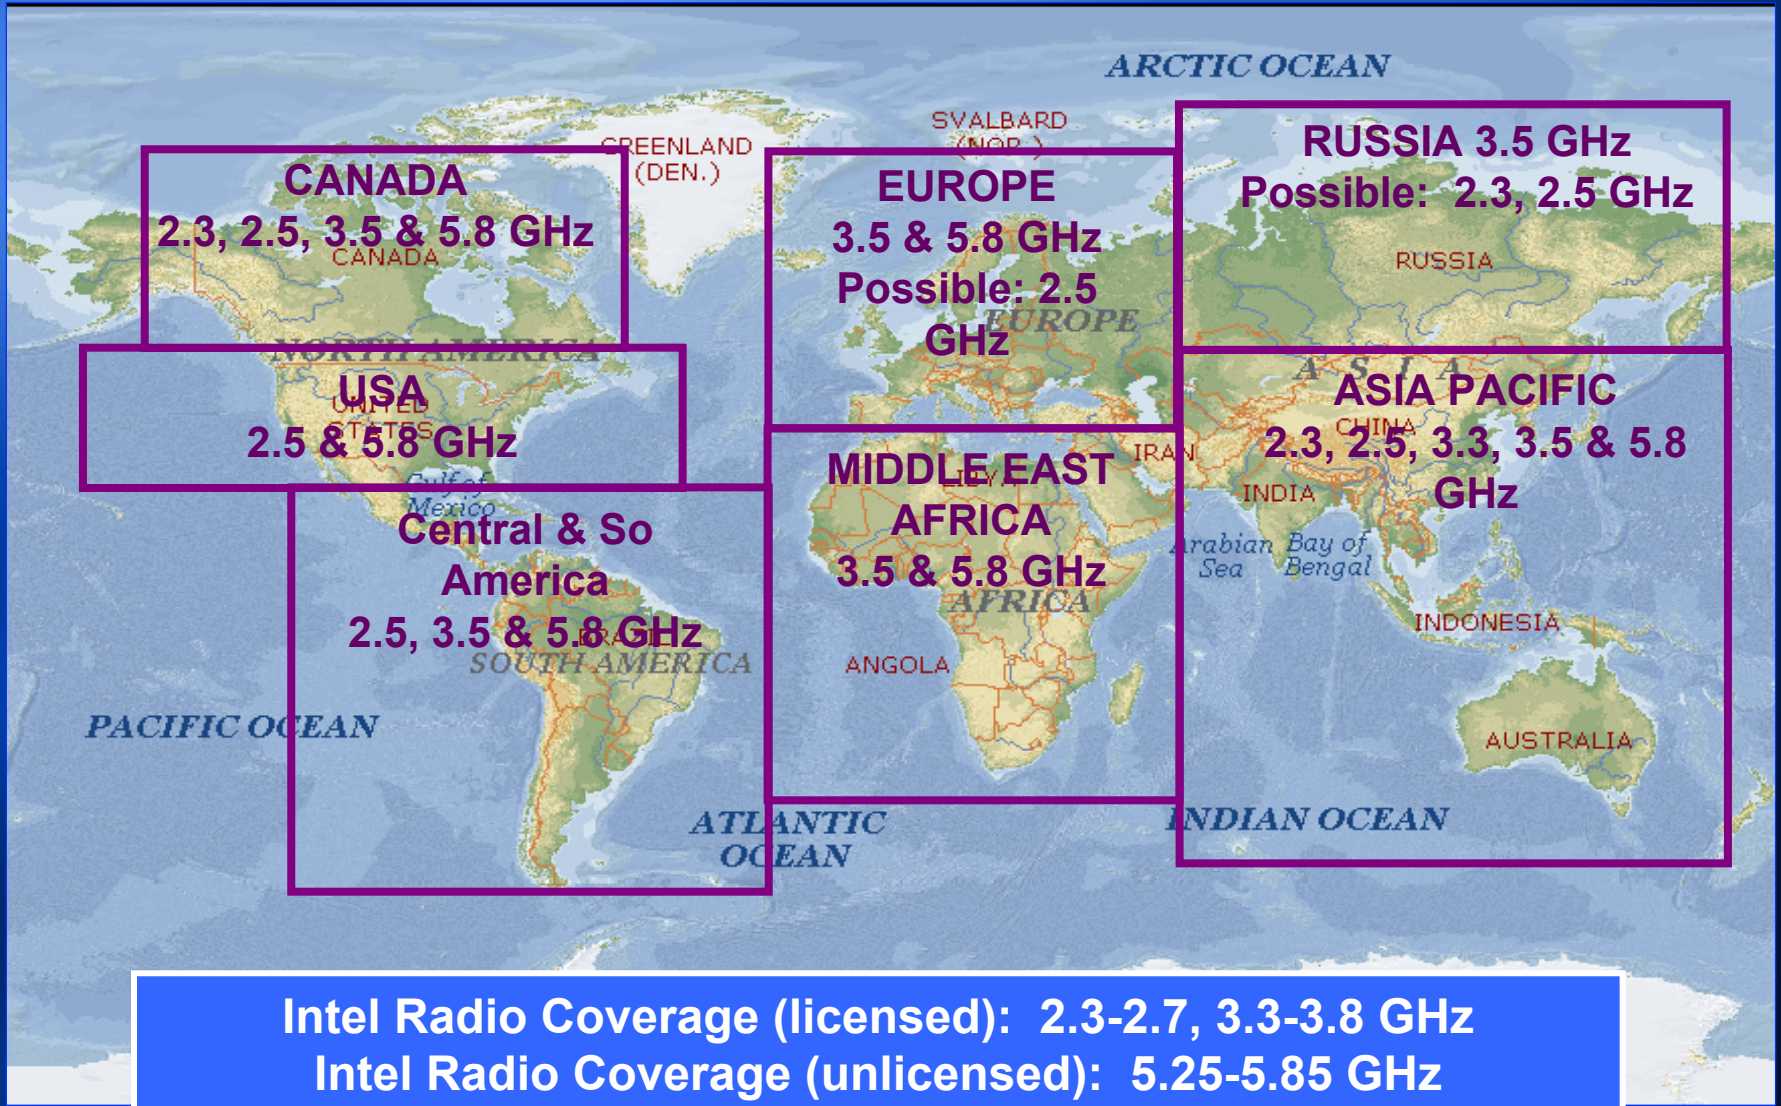 ARCTIC OCEAN
SVALBARD
(NOR.)
GREENLAND
(DEN.)
CANADA
2.3, 2.5, 3.5 & 5.8 GHz
CANADA
EUROPE
3.5 & 5.8 GHz
Possible: 2.5
GHz
EUROPE
RUSSIA 3.5 GHz
Possible: 2.3, 2.5 GHz
RUSSIA
NORTH AMERICA
USA
2.5 & 5.8 GHz
UNITED
STATES
Gulf of
Mexico
ASIA
ASIA PACIFIC
2.3, 2.5, 3.3, 3.5 & 5.8
GHz
CHINA
IRAN
INDIA
Arabian
Sea
Bay of
Bengal
MIDDLE EAST
AFRICA
3.5 & 5.8 GHz
LIBYA
AFRICA
ANGOLA
Central & So
America
2.5, 3.5 & 5.8 GHz
BRAZIL
SOUTH AMERICA
INDONESIA
AUSTRALIA
PACIFIC OCEAN
ATLANTIC
OCEAN
INDIAN OCEAN
Intel Radio Coverage (licensed): 2.3-2.7, 3.3-3.8 GHz
Intel Radio Coverage (unlicensed): 5.25-5.85 GHz